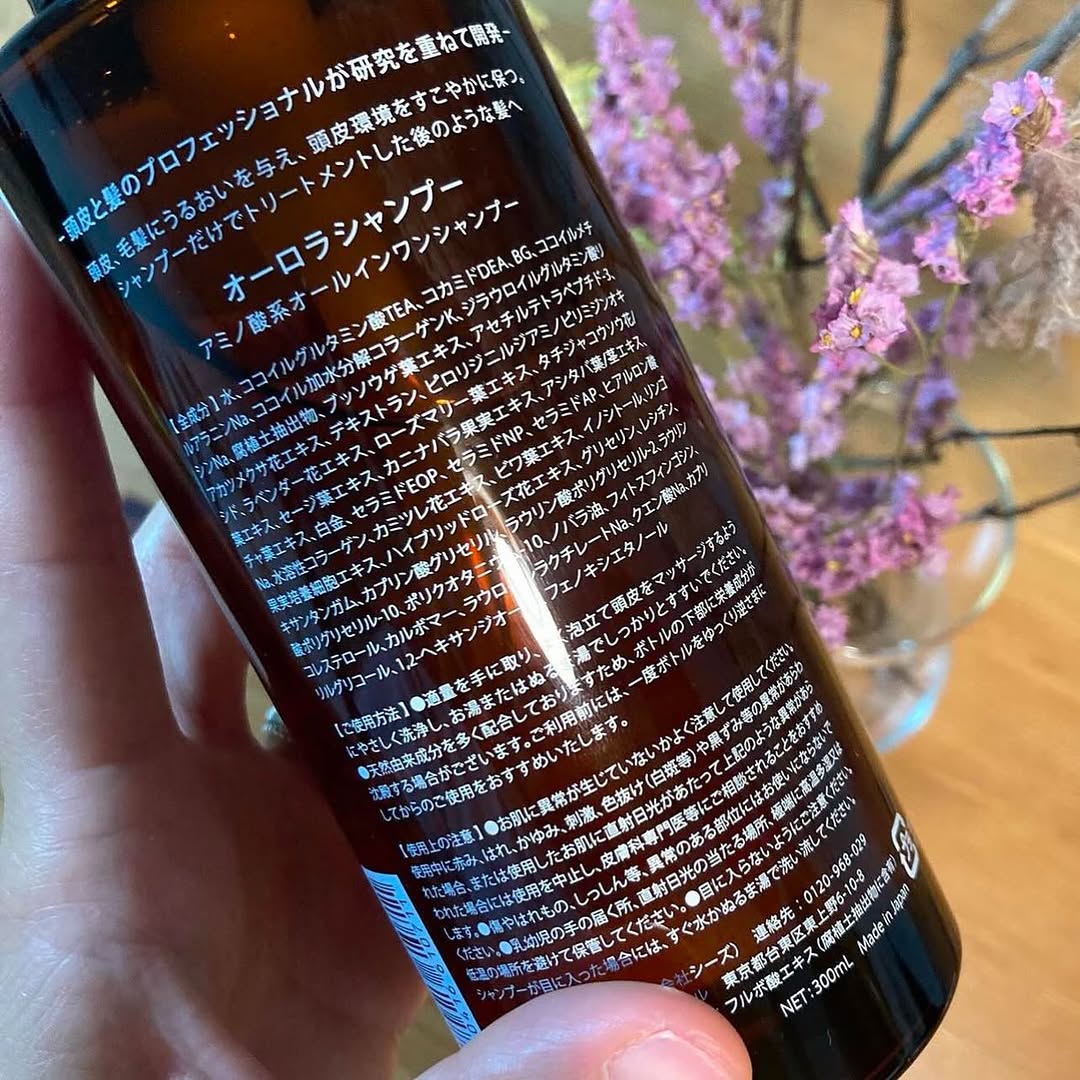 -頭皮と髪のプロフェッショナルが研究を重ねて開発-
頭皮、毛髪にうるおいを与え、頭皮環境をすこやかに保つ。
シャンプーだけでトリートメントした後のような髪へ
オーロラシャンプー
アミノ酸系オールインワンシャンプー
【全成分】水、ココイルグルタミン酸TEA、コカミドDEA、BG、ココイルメチ
ルアラニンNa、ココイル加水分解コラーゲンK、ジラウロイルグルタミン酸リ
シンNa、腐植土抽出物、ブッソウゲ葉エキス、アセチルテトラペプチド-3、
アカツメクサ花エキス、デキストラン、ピロリジニルジアミノピリミジンオキ
シド、ラベンダー花エキス、ローズマリー葉エキス、タチジャコウソウ花/
葉エキス、セージ葉エキス、カニナバラ果実エキス、アシタバ葉/茎エキス、
チャ葉エキス、白金、セラミドEOP、セラミドNP、セラミドAP、ヒアルロン酸
Na、水溶性コラーゲン、カミツレ花エキス、ビワ葉エキス、イノシトール、リンゴ
果実培養細胞エキス、ハイブリッドローズ花エキス、グリセリン、レシチン、
キサンタンガム、カプリン酸グリセリル、ラウリン酸ポリグリセリル-2、ラウリン
酸ポリグリセリル-10、ポリクオタニウム-10、ノバラ油、フィトスフィンゴシン、
コレステロール、カルボマー、ラウロイルラクチレートNa、クエン酸Na、カプリ
リルグリコール、1,2-ヘキサンジオール、フェノキシエタノール
【ご使用方法】●適量を手に取り、 泡立て頭皮をマッサージするよう
にやさしく洗浄し、お湯またはぬるま湯でしっかりとすすいでください。
●天然由来成分を多く配合しておりますため、ボトルの下部に栄養成分が
沈殿する場合がございます。ご利用前には、一度ボトルをゆっくり逆さまに
してからのご使用をおすすめいたします。
【使用上の注意】●お肌に異常が生じていないかよく注意して使用してください。
使用中に赤み、はれ、かゆみ、刺激、色抜け(白斑等)や黒ずみ等の異常があらわ
れた場合、または使用したお肌に直射日光があたって上記のような異常があら
われた場合には使用を中止し、皮膚科専門医等にご相談されることをおすすめ
します。●傷やはれもの、しっしん等、異常のある部位にはお使いにならないで
ください。●乳幼児の手の届く所、直射日光の当たる場所、極端に高温多湿又は
低温の場所を避けて保管してください。●目に入らないようにご注意ください。
シャンプーが目に入った場合には、すぐ水かぬるま湯で洗い流してください。
会社シーズ) 連絡先:0120-968-029
ル 東京都台東区東上野6-10-8
フルボ酸エキス(腐植土抽出物に含有)
NET:300mL Made in Japan